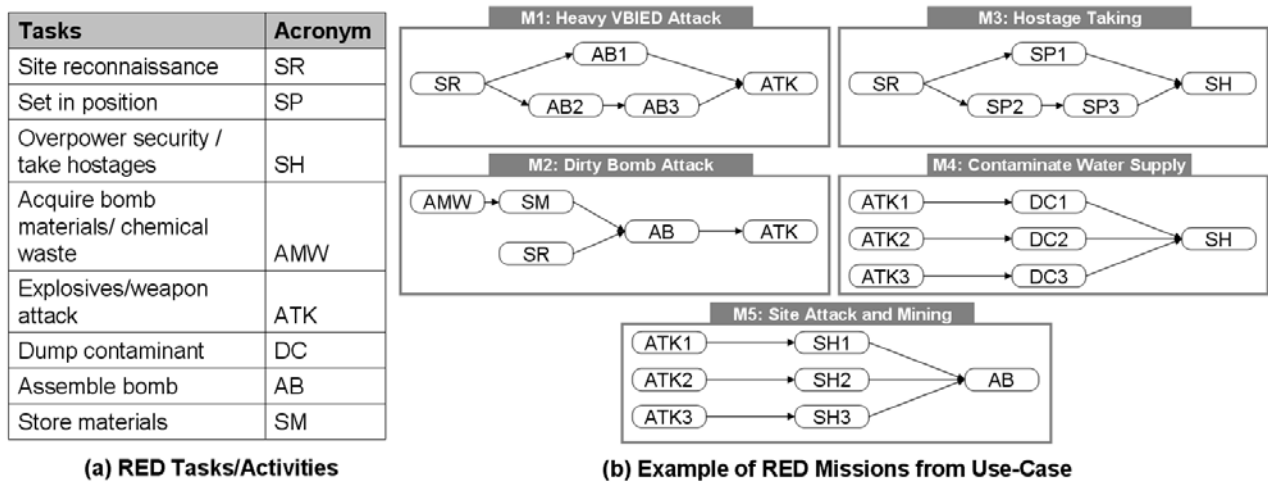 Tasks Acronym
Site reconnaissance SR
Set in position SP
Overpower security /
take hostages SH
Acquire bomb
materials/ chemical
waste AMW
Explosives/weapon
attack ATK
Dump contaminant DC
Assemble bomb AB
Store materials SM
(a) RED Tasks/Activities
M1: Heavy VBIED Attack
AB1
SR ATK
AB2 AB3
M3: Hostage Taking
SP1
SR SH
SP2 SP3
M2: Dirty Bomb Attack
AMW SM
AB ATK
SR
M4: Contaminate Water Supply
ATK1 DC1
ATK2 DC2 SH
ATK3 DC3
M5: Site Attack and Mining
ATK1 SH1
ATK2 SH2 AB
ATK3 SH3
(b) Example of RED Missions from Use-Case